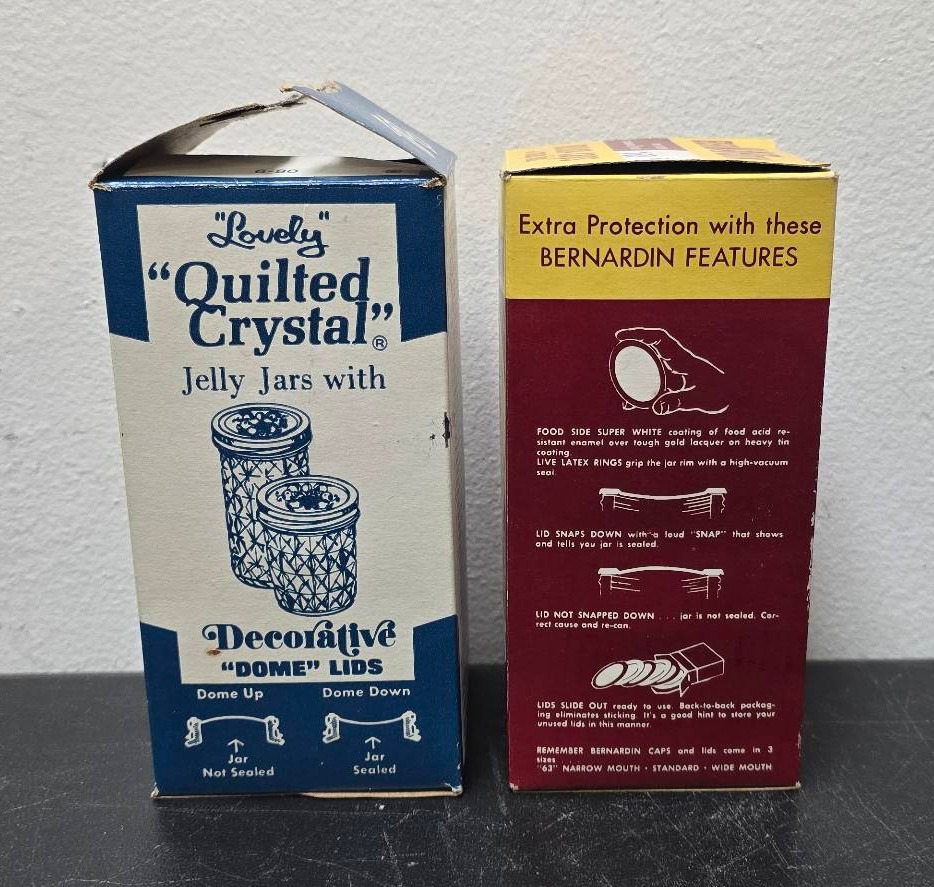 "Lovely"
"Quilted
Crystal"®
Jelly Jars with
Decorative
"DOME" LIDS
Dome Up
Dome Down
Jar
Not Sealed
Jar
Sealed
Extra Protection with these
BERNARDIN FEATURES
FOOD SIDE SUPER WHITE coating of food acid re-
sistant enamel over tough gold lacquer on heavy tin
coating.
LIVE LATEX RINGS grip the jar rim with a high-vacuum
seal.
LID SNAPS DOWN with a loud "SNAP" that shows
and tells you jar is sealed.
LID NOT SNAPPED DOWN . . . jar is not sealed. Cor-
rect cause and re-can.
LIDS SLIDE OUT ready to use. Back-to-back packag-
ing eliminates sticking. It's a good hint to store your
unused lids in this manner.
REMEMBER BERNARDIN CAPS and lids come in 3
sizes
"63" NARROW MOUTH · STANDARD · WIDE MOUTH